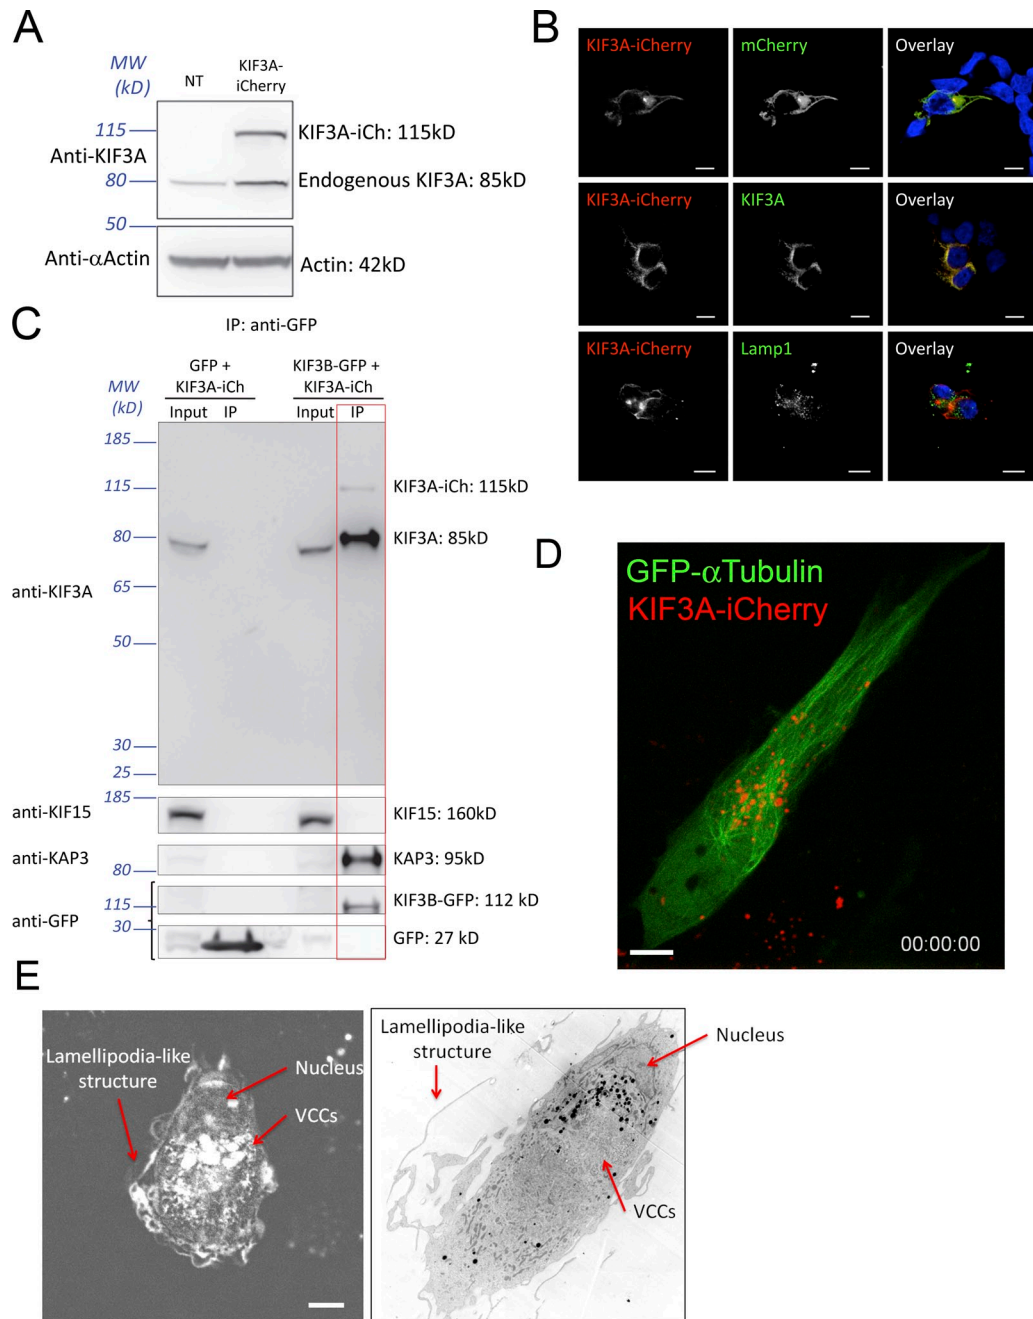 A
MW
(kD)
NT
KIF3A-
iCherry
115
Anti-KIF3A
80
50
Anti-αActin
KIF3A-iCh: 115kD
Endogenous KIF3A: 85kD
Actin: 42kD
B
KIF3A-iCherry
mCherry
Overlay
KIF3A-iCherry
KIF3A
Overlay
KIF3A-iCherry
Lamp1
Overlay
C
IP: anti-GFP
MW
(kD)
GFP +
KIF3A-iCh
KIF3B-GFP +
KIF3A-iCh
Input IP
Input IP
185
115
80
65
50
30
25
anti-KIF3A
KIF3A-iCh: 115kD
KIF3A: 85kD
185
anti-KIF15
KIF15: 160kD
anti-KAP3
80
KAP3: 95kD
anti-GFP
115
30
KIF3B-GFP: 112 kD
GFP: 27 kD
D
GFP-αTubulin
KIF3A-iCherry
00:00:00
E
Lamellipodia-like
structure
Nucleus
VCCs
Lamellipodia-like
structure
Nucleus
VCCs